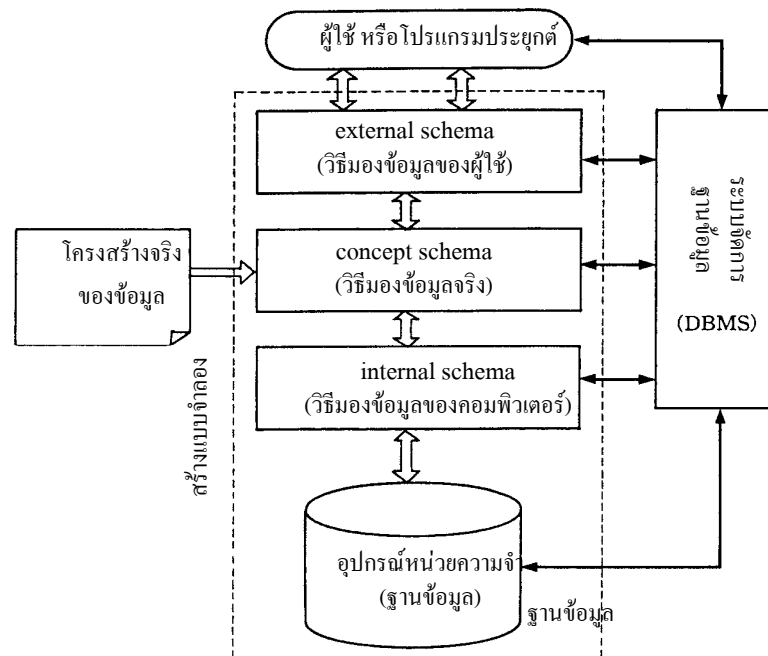 ผู้ใช้ หรือโปรแกรมประยุกต์
external schema
(วิธีมองข้อมูลของผู้ใช้)
โครงสร้างจริง
ของข้อมูล
concept schema
(วิธีมองข้อมูลจริง)
internal schema
(วิธีมองข้อมูลของคอมพิวเตอร์)
ระบบจัดการ
ฐานข้อมูล
(DBMS)
สร้างแบบจำลอง
อุปกรณ์หน่วยความจำ
(ฐานข้อมูล)
ฐานข้อมูล